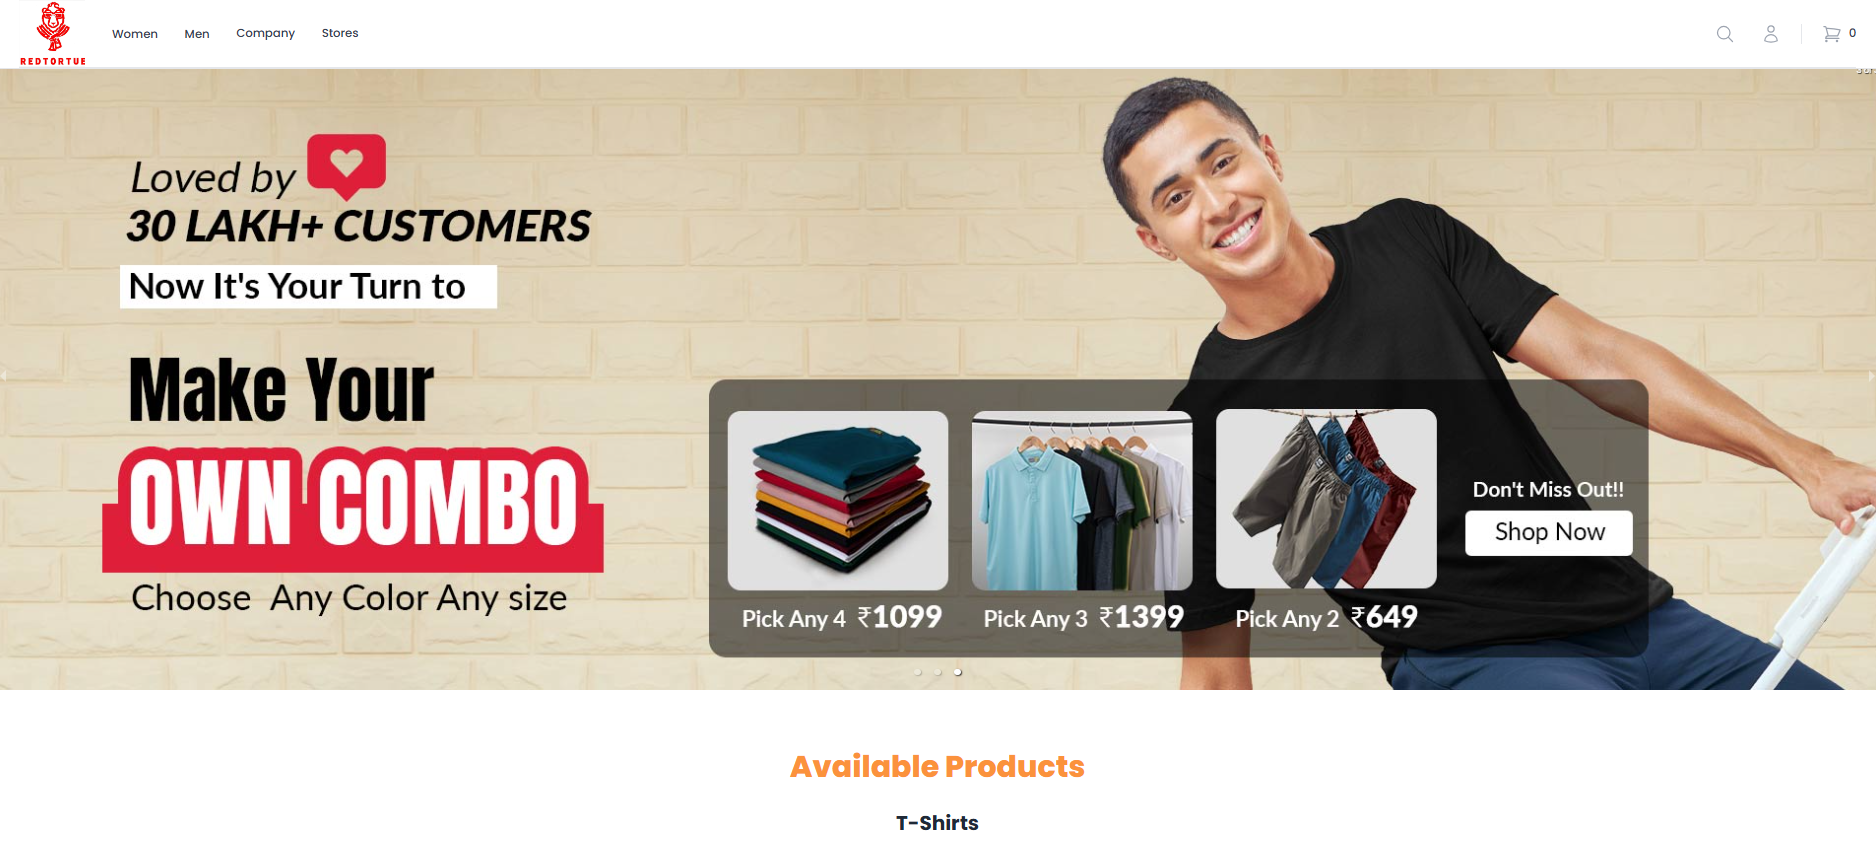 REDTORTUE
Women Men Company Stores
0
Loved by
30 LAKH+ CUSTOMERS
Now It's Your Turn to
Make Your
OWN COMBO
Choose Any Color Any size
Pick Any 4 ₹1099
Pick Any 3 ₹1399
Pick Any 2 ₹649
Don't Miss Out!!
Shop Now
Available Products
T-Shirts